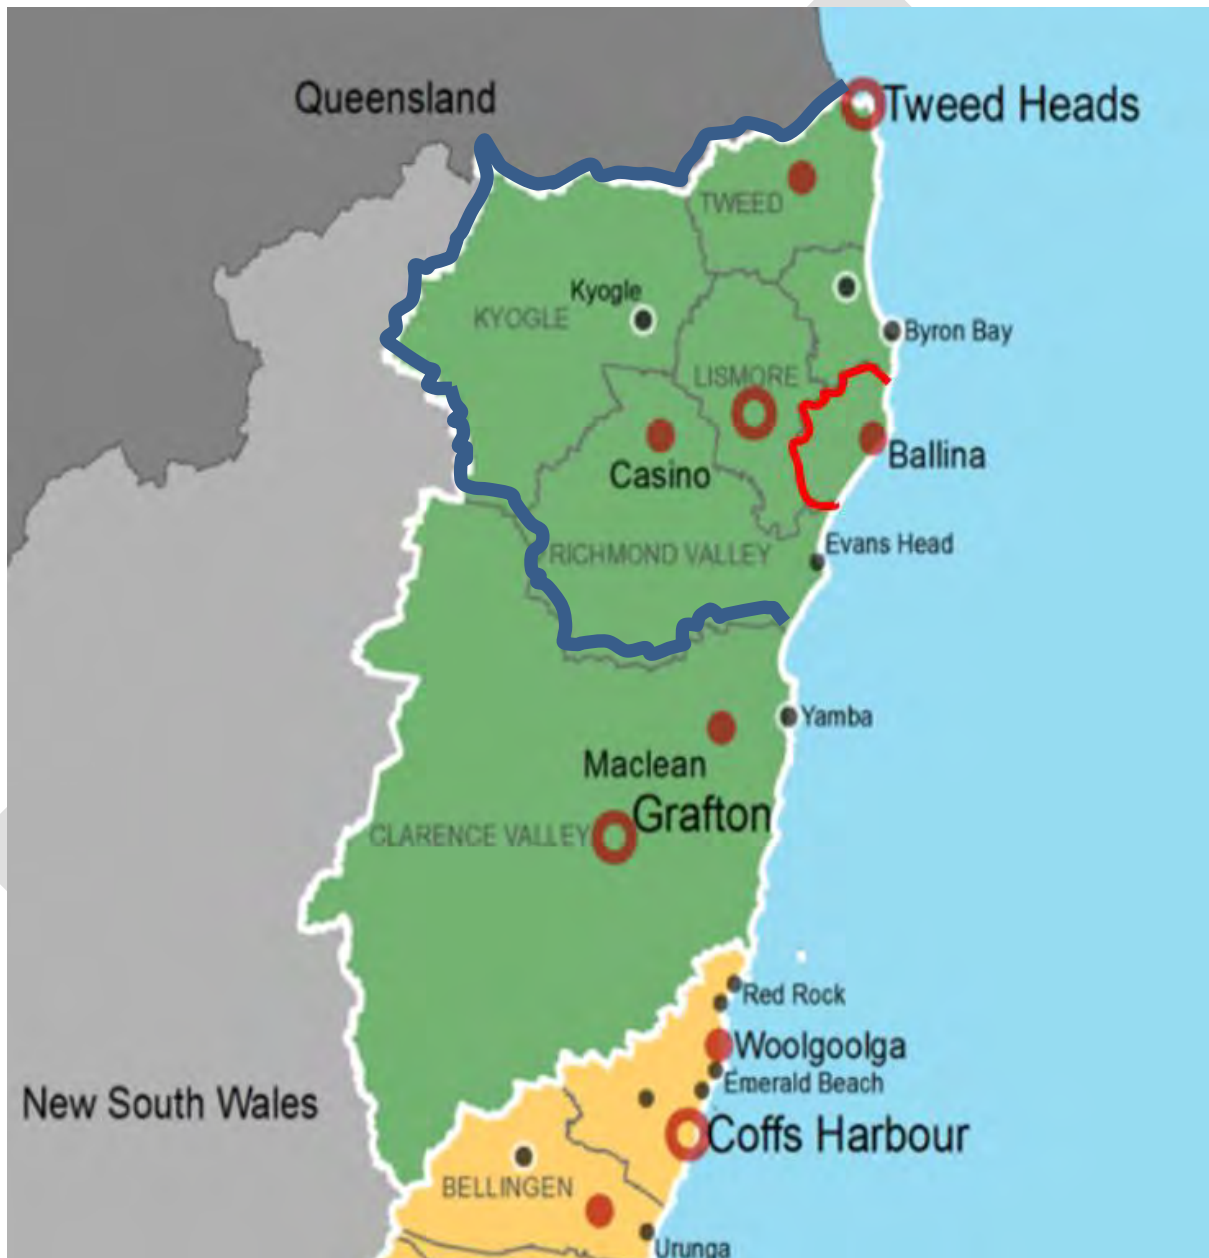 Queensland
Tweed Heads
TWEED
Kyogle
KYOGLE
Byron Bay
LISMORE
Ballina
Casino
Evans Head
RICHMOND VALLEY
Yamba
Maclean
Grafton
CLARENCE VALLEY
Red Rock
Woolgoolga
Emerald Beach
New South Wales
Coffs Harbour
BELLINGEN
Urunga